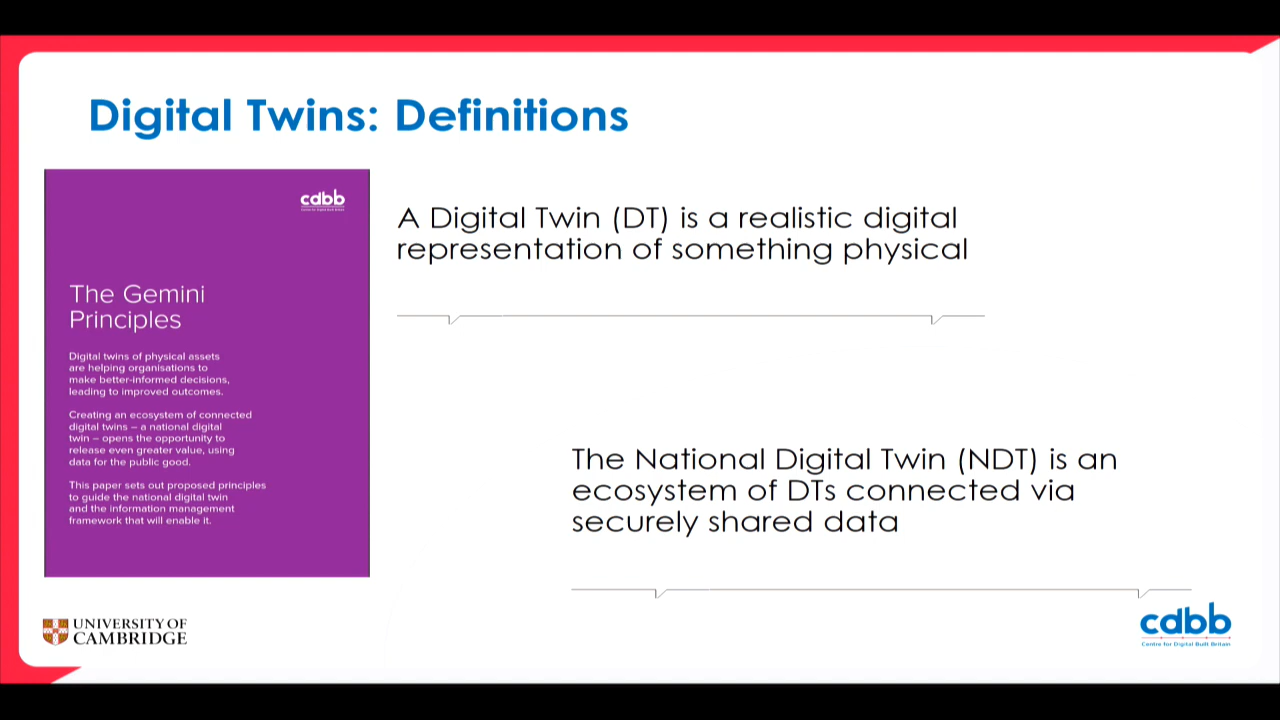 Digital Twins: Definitions
cdbb
Centre for Digital Built Britain
The Gemini
Principles
Digital twins of physical assets
are helping organisations to
make better-informed decisions,
leading to improved outcomes.
Creating an ecosystem of connected
digital twins – a national digital
twin – opens the opportunity to
release even greater value, using
data for the public good.
This paper sets out proposed principles
to guide the national digital twin
and the information management
framework that will enable it.
A Digital Twin (DT) is a realistic digital
representation of something physical
The National Digital Twin (NDT) is an
ecosystem of DTs connected via
securely shared data
UNIVERSITY OF
CAMBRIDGE
cdbb
Centre for Digital Built Britain